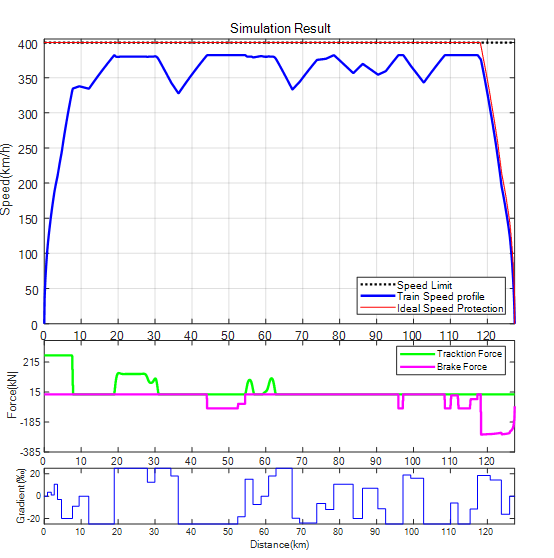 Simulation Result
Speed(km/h)
400
350
300
250
200
150
100
50
0
Speed Limit
Train Speed profile
Ideal Speed Protection
0 10 20 30 40 50 60 70 80 90 100 110 120
Force[kN]
215
15
-185
-385
Tracktion Force
Brake Force
0 10 20 30 40 50 60 70 80 90 100 110 120
Gradient(‰)
20
0
-20
0 10 20 30 40 50 60 70 80 90 100 110 120
Distance(km)